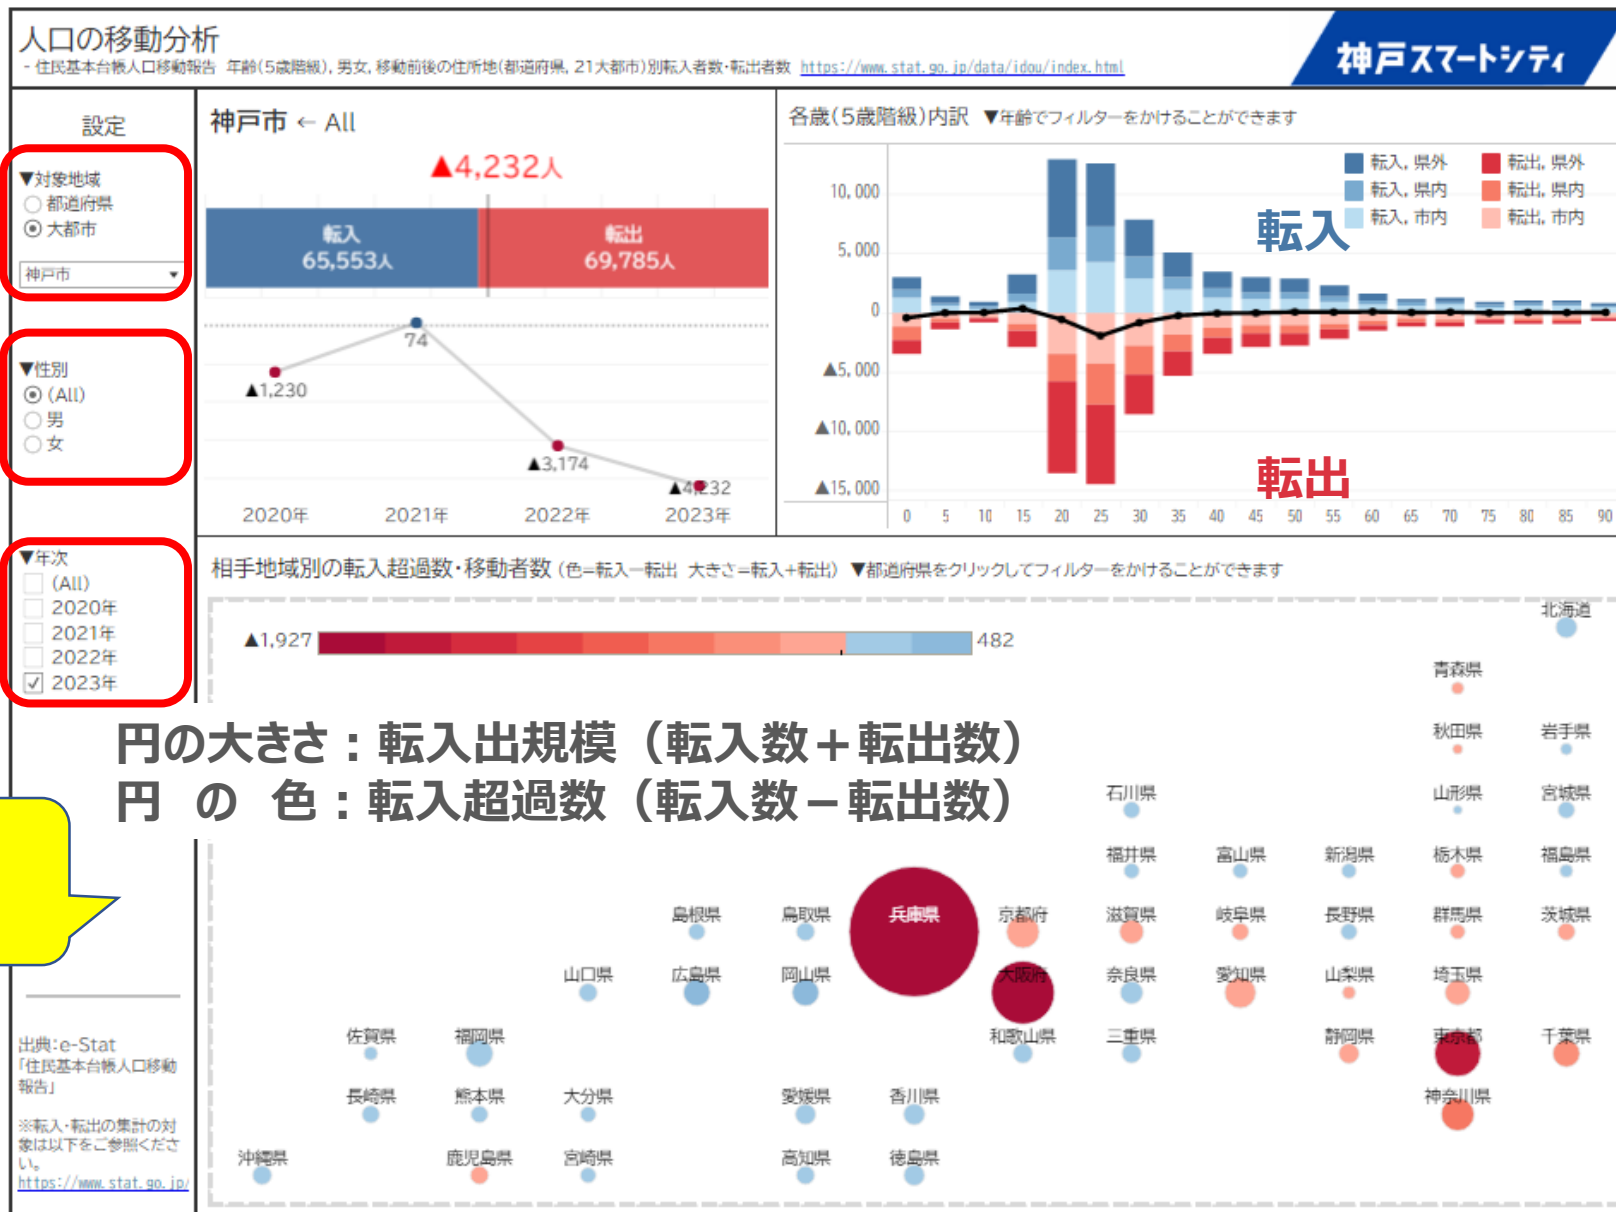 人口の移動分析
- 住民基本台帳人口移動報告 年齢(5歳階級), 男女, 移動前後の住所地(都道府県, 21大都市)別転入者数・転出者数 https://www.stat.go.jp/data/idou/index.html
神戸スマートシティ
設定
▼対象地域
都道府県
大都市
神戸市
▼性別
(All)
男
女
▼年次
(All)
2020年
2021年
2022年
2023年
出典:e-Stat
「住民基本台帳人口移動
報告」
※転入・転出の集計の対
象は以下をご参照くださ
い。
https://www.stat.go.jp/
神戸市 ← All
▲4,232人
転入
65,553人
転出
69,785人
▲1,230
74
▲3,174
▲4,232
2020年 2021年 2022年 2023年
各歳(5歳階級)内訳 ▼年齢でフィルターをかけることができます
転入, 県外 転出, 県外
転入, 県内 転出, 県内
転入, 市内 転出, 市内
10,000
5,000
0
▲5,000
▲10,000
▲15,000
転入
転出
0 5 10 15 20 25 30 35 40 45 50 55 60 65 70 75 80 85 90
相手地域別の転入超過数・移動者数 (色=転入ー転出 大きさ=転入+転出) ▼都道府県をクリックしてフィルターをかけることができます
▲1,927 482
円の大きさ：転入出規模（転入数＋転出数）
円 の 色：転入超過数（転入数－転出数）
北海道
青森県
秋田県 岩手県
石川県 山形県 宮城県
福井県 富山県 新潟県 栃木県 福島県
島根県 鳥取県 兵庫県 京都府 滋賀県 岐阜県 長野県 群馬県 茨城県
山口県 広島県 岡山県 大阪府 奈良県 愛知県 山梨県 埼玉県
佐賀県 福岡県 和歌山県 三重県 静岡県 東京都 千葉県
長崎県 熊本県 大分県 愛媛県 香川県 神奈川県
沖縄県 鹿児島県 宮崎県 高知県 徳島県